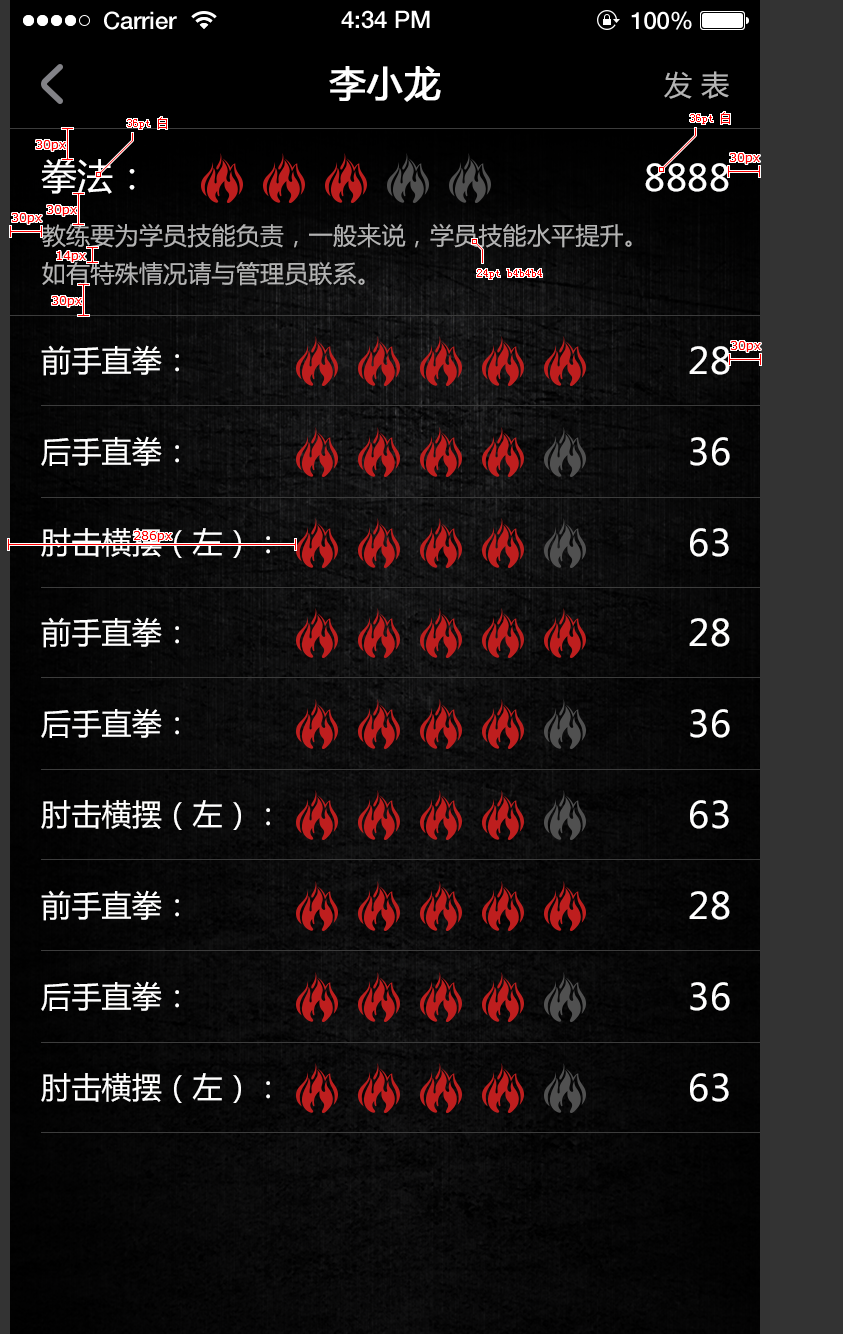 Carrier 4:34 PM 100%
李小龙 发 表
36pt 白 36pt 白
30px 30px
拳法： 8888
30px 30px
教练要为学员技能负责，一般来说，学员技能水平提升。
14px
如有特殊情况请与管理员联系。 24pt b4b4b4
30px
前手直拳： 28
30px
后手直拳： 36
286px
肘击横摆（左）： 63
前手直拳： 28
后手直拳： 36
肘击横摆（左）： 63
前手直拳： 28
后手直拳： 36
肘击横摆（左）： 63